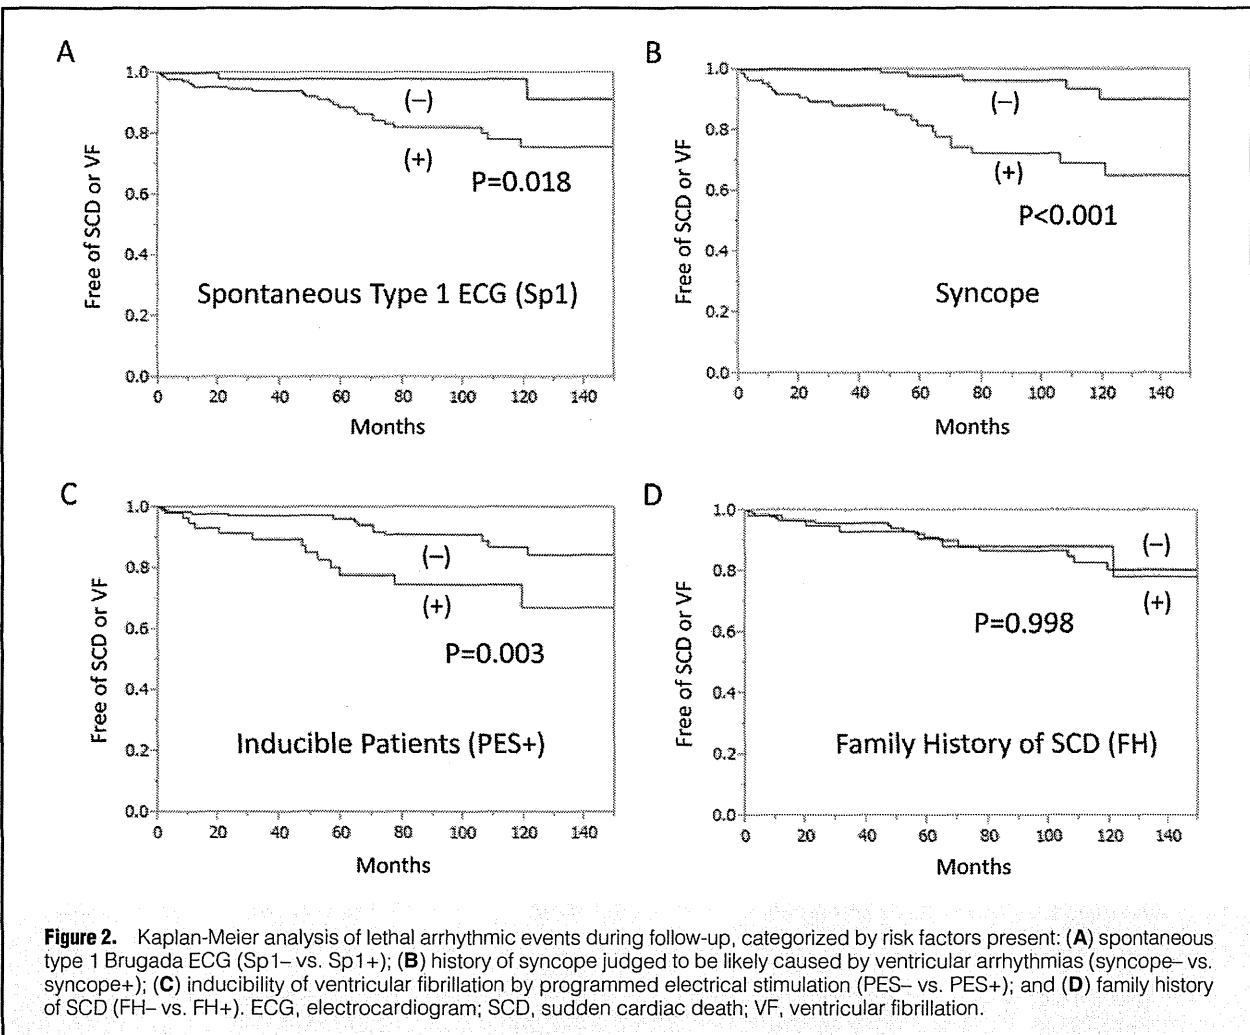 A
1.0
0.8
0.6
0.4
0.2
0.0
Free of SCD or VF
(–)
(+)
P=0.018
Spontaneous Type 1 ECG (Sp1)
0 20 40 60 80 100 120 140
Months
B
1.0
0.8
0.6
0.4
0.2
0.0
Free of SCD or VF
(–)
(+)
P<0.001
Syncope
0 20 40 60 80 100 120 140
Months
C
1.0
0.8
0.6
0.4
0.2
0.0
Free of SCD or VF
(–)
(+)
P=0.003
Inducible Patients (PES+)
0 20 40 60 80 100 120 140
Months
D
1.0
0.8
0.6
0.4
0.2
0.0
Free of SCD or VF
(–)
(+)
P=0.998
Family History of SCD (FH)
0 20 40 60 80 100 120 140
Months
Figure 2. Kaplan-Meier analysis of lethal arrhythmic events during follow-up, categorized by risk factors present: (A) spontaneous
type 1 Brugada ECG (Sp1– vs. Sp1+); (B) history of syncope judged to be likely caused by ventricular arrhythmias (syncope– vs.
syncope+); (C) inducibility of ventricular fibrillation by programmed electrical stimulation (PES– vs. PES+); and (D) family history
of SCD (FH– vs. FH+). ECG, electrocardiogram; SCD, sudden cardiac death; VF, ventricular fibrillation.